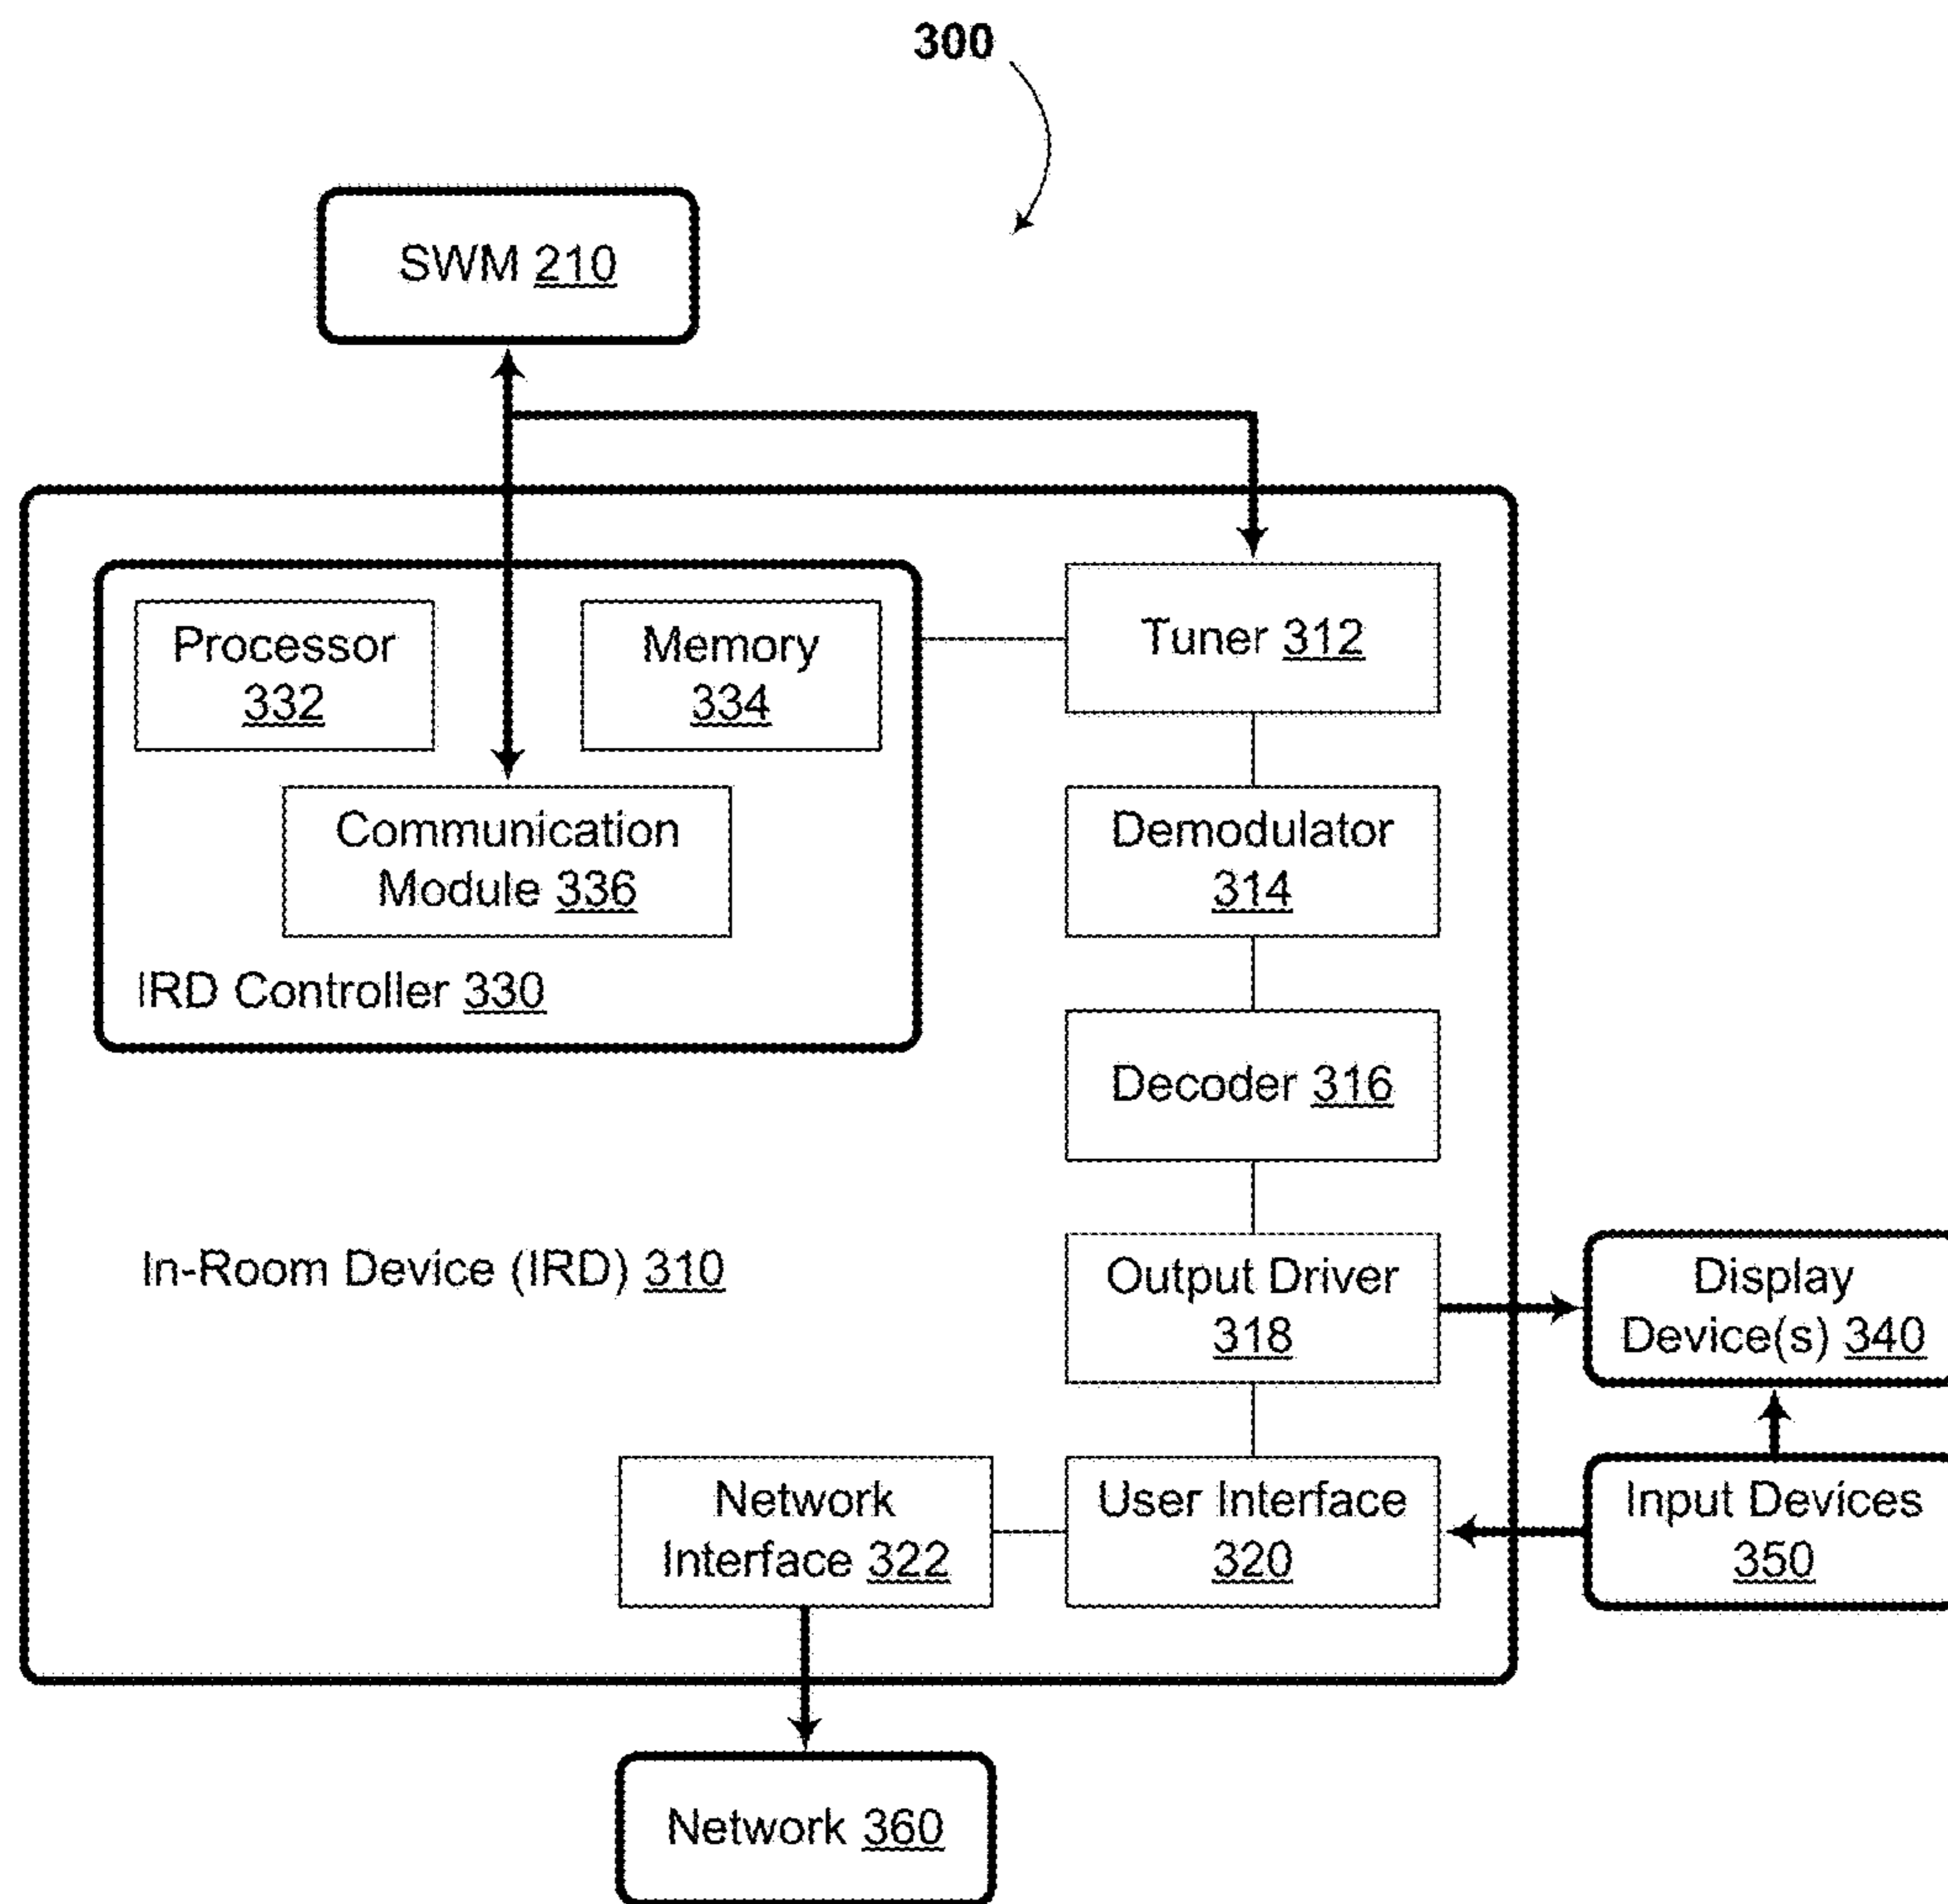 300
SWM 210
Processor
332
Memory
334
Tuner 312
Communication
Module 336
Demodulator
314
IRD Controller 330
Decoder 316
In-Room Device (IRD) 310
Output Driver
318
Display
Device(s) 340
Network
Interface 322
User Interface
320
Input Devices
350
Network 360